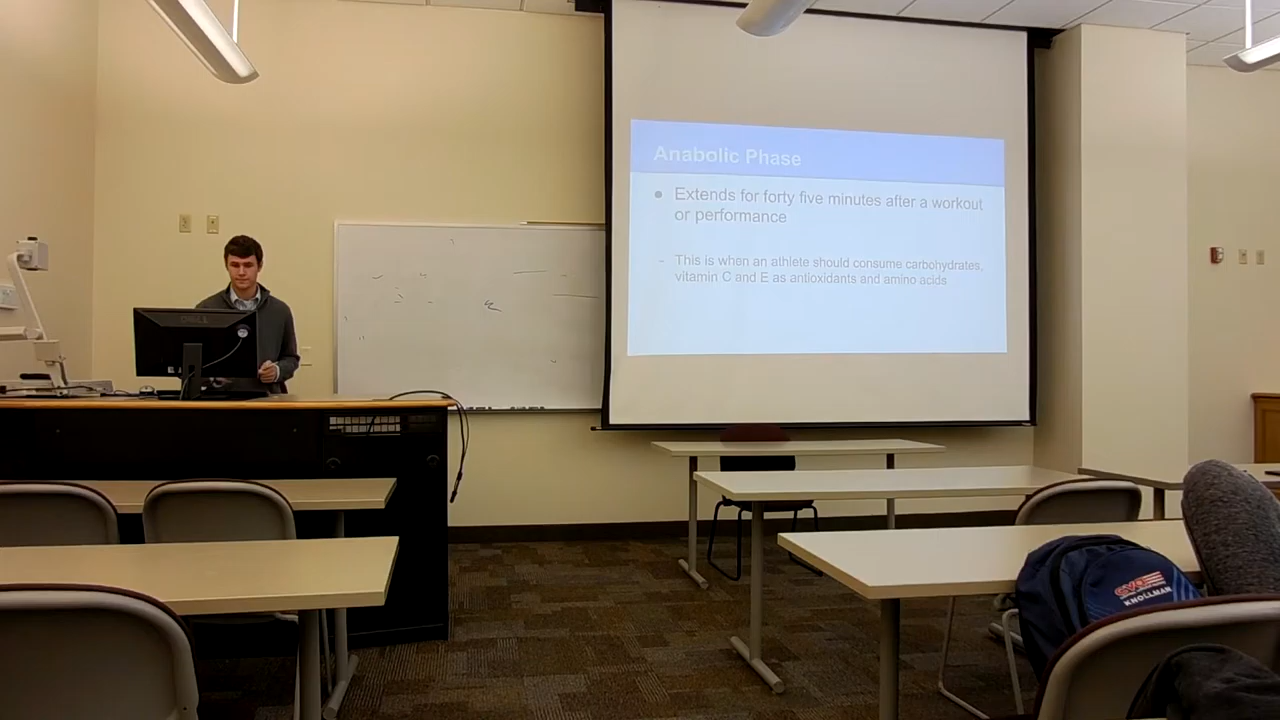 Anabolic Phase
● Extends for forty five minutes after a workout
or performance
– This is when an athlete should consume carbohydrates,
vitamin C and E as antioxidants and amino acids
DELL
KNOLLMAN